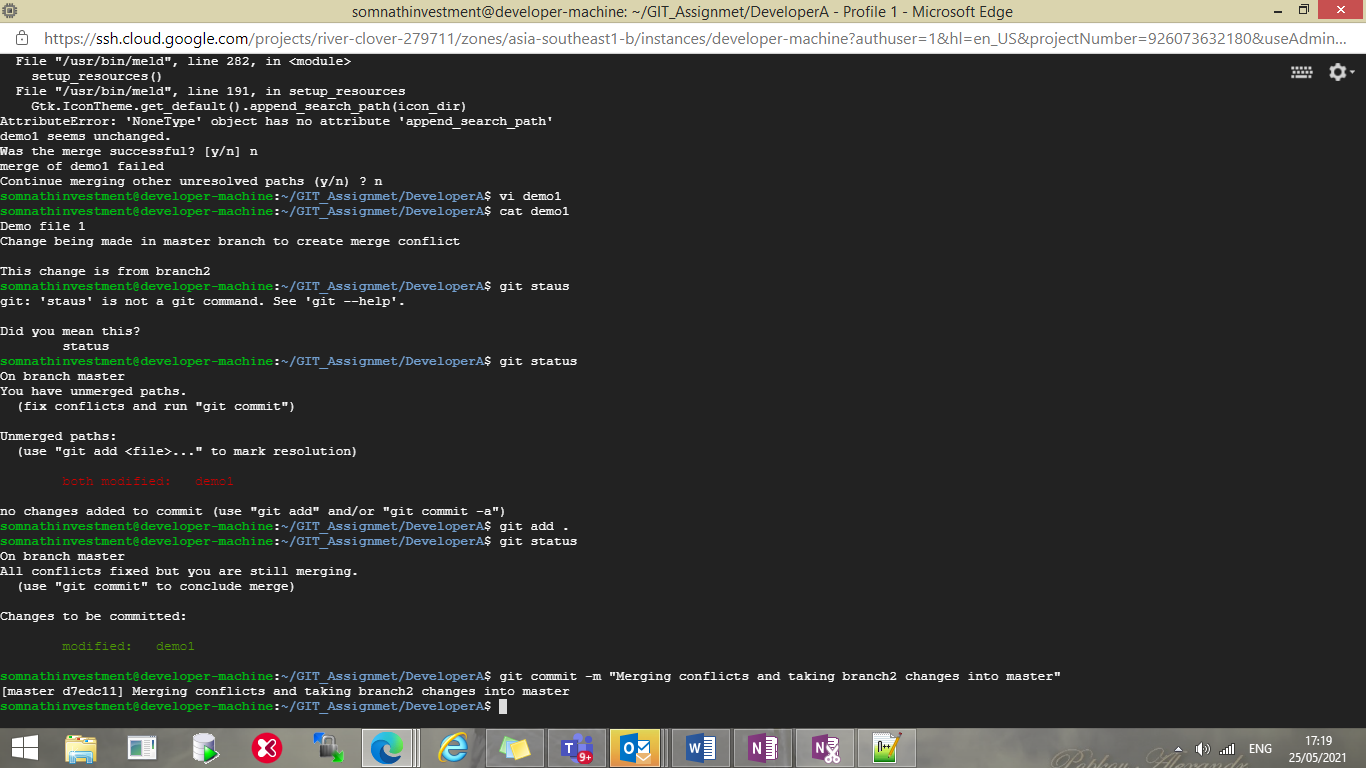 somnathinvestment@developer-machine: ~/GIT_Assignmet/DeveloperA - Profile 1 - Microsoft Edge
https://ssh.cloud.google.com/projects/river-clover-279711/zones/asia-southeast1-b/instances/developer-machine?authuser=1&hl=en_US&projectNumber=926073632180&useAdmin...
File "/usr/bin/meld", line 282, in <module>
setup_resources()
File "/usr/bin/meld", line 191, in setup_resources
Gtk.IconTheme.get_default().append_search_path(icon_dir)
AttributeError: 'NoneType' object has no attribute 'append_search_path'
demo1 seems unchanged.
Was the merge successful? [y/n] n
merge of demo1 failed
Continue merging other unresolved paths (y/n) ? n
somnathinvestment@developer-machine:~/GIT_Assignmet/DeveloperA$ vi demo1
somnathinvestment@developer-machine:~/GIT_Assignmet/DeveloperA$ cat demo1
Demo file 1
Change being made in master branch to create merge conflict
This change is from branch2
somnathinvestment@developer-machine:~/GIT_Assignmet/DeveloperA$ git staus
git: 'staus' is not a git command. See 'git --help'.
Did you mean this?
status
somnathinvestment@developer-machine:~/GIT_Assignmet/DeveloperA$ git status
On branch master
You have unmerged paths.
(fix conflicts and run "git commit")
Unmerged paths:
(use "git add <file>..." to mark resolution)
both modified: demo1
no changes added to commit (use "git add" and/or "git commit -a")
somnathinvestment@developer-machine:~/GIT_Assignmet/DeveloperA$ git add .
somnathinvestment@developer-machine:~/GIT_Assignmet/DeveloperA$ git status
On branch master
All conflicts fixed but you are still merging.
(use "git commit" to conclude merge)
Changes to be committed:
modified: demo1
somnathinvestment@developer-machine:~/GIT_Assignmet/DeveloperA$ git commit -m "Merging conflicts and taking branch2 changes into master"
[master d7edc11] Merging conflicts and taking branch2 changes into master
somnathinvestment@developer-machine:~/GIT_Assignmet/DeveloperA$
9+
ENG
17:19
25/05/2021